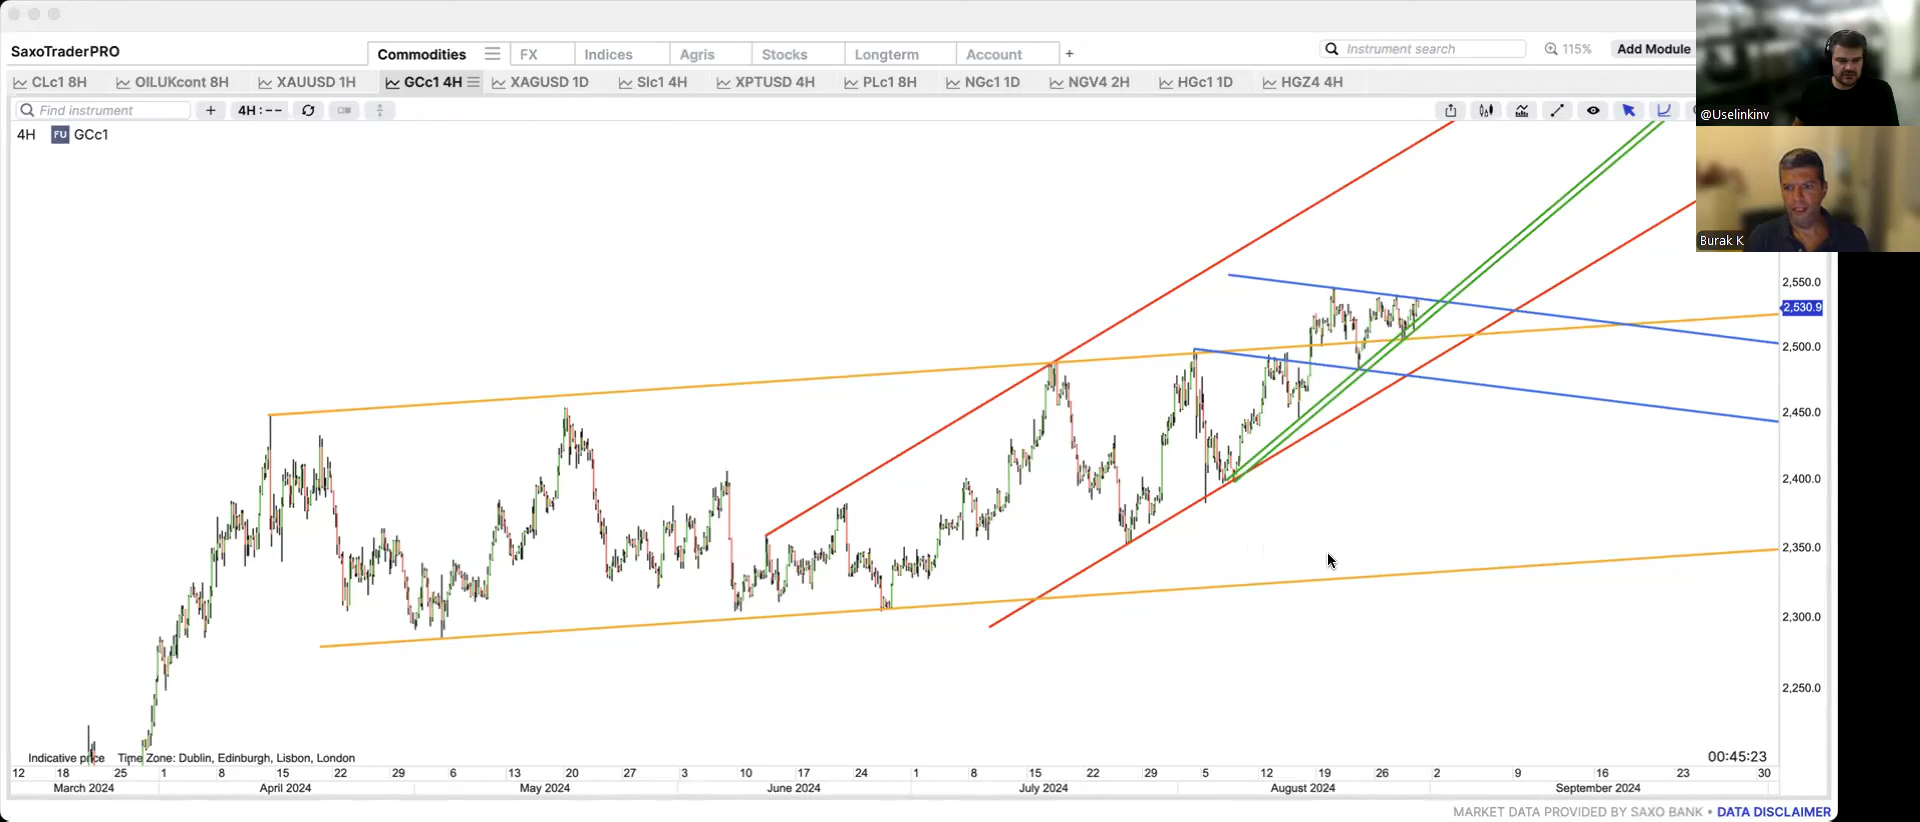 SaxoTraderPRO
Commodities FX Indices Agris Stocks Longterm Account +
Instrument search 115% Add Module
CLc1 8H OILUKcont 8H XAUUSD 1H GCc1 4H XAGUSD 1D SIc1 4H XPTUSD 4H PLc1 8H NGc1 1D NGV4 2H HGc1 1D HGZ4 4H
Find instrument + 4H : --
4H FU GCc1
@Uselinkinv
Burak K
2,550.0
2,530.9
2,500.0
2,450.0
2,400.0
2,350.0
2,300.0
2,250.0
Indicative price Time Zone: Dublin, Edinburgh, Lisbon, London
00:45:23
12 18 25 1 8 15 22 29 6 13 20 27 3 10 17 24 1 8 15 22 29 5 12 19 26 2 9 16 23 30
March 2024 April 2024 May 2024 June 2024 July 2024 August 2024 September 2024
MARKET DATA PROVIDED BY SAXO BANK • DATA DISCLAIMER